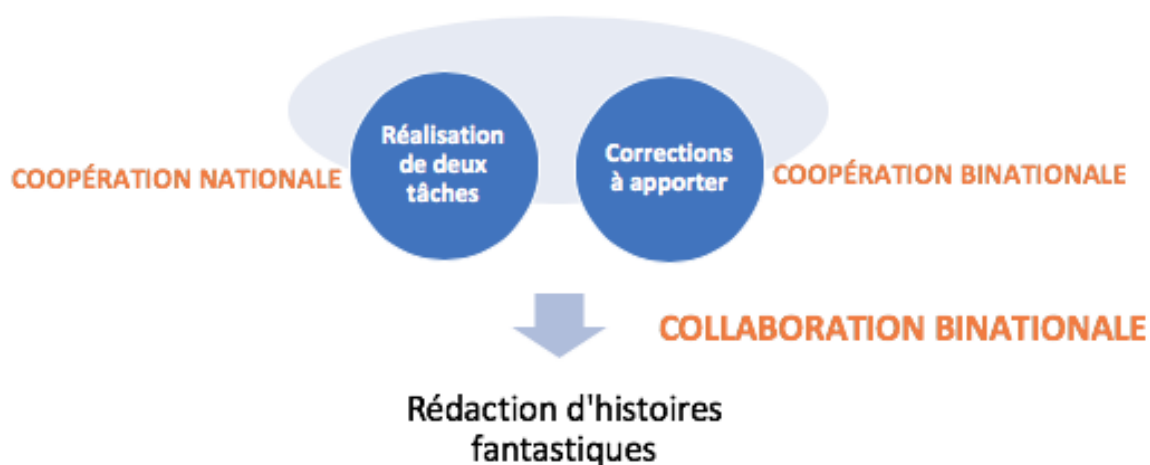 Réalisation
de deux
tâches
Corrections
à apporter
COOPÉRATION NATIONALE
COOPÉRATION BINATIONALE
COLLABORATION BINATIONALE
Rédaction d'histoires
fantastiques